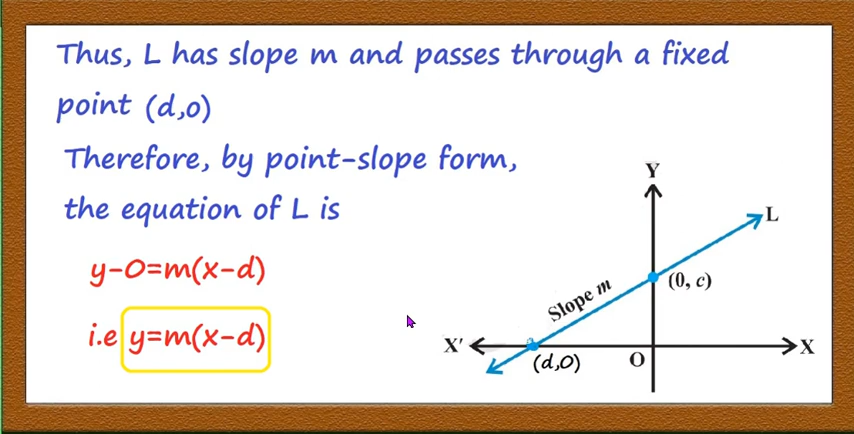 Thus, L has slope m and passes through a fixed
point (d,0)
Therefore, by point-slope form,
the equation of L is
y-0=m(x-d)
i.e y=m(x-d)
Y
L
(0, c)
Slope m
X'
X
(d,0)
O